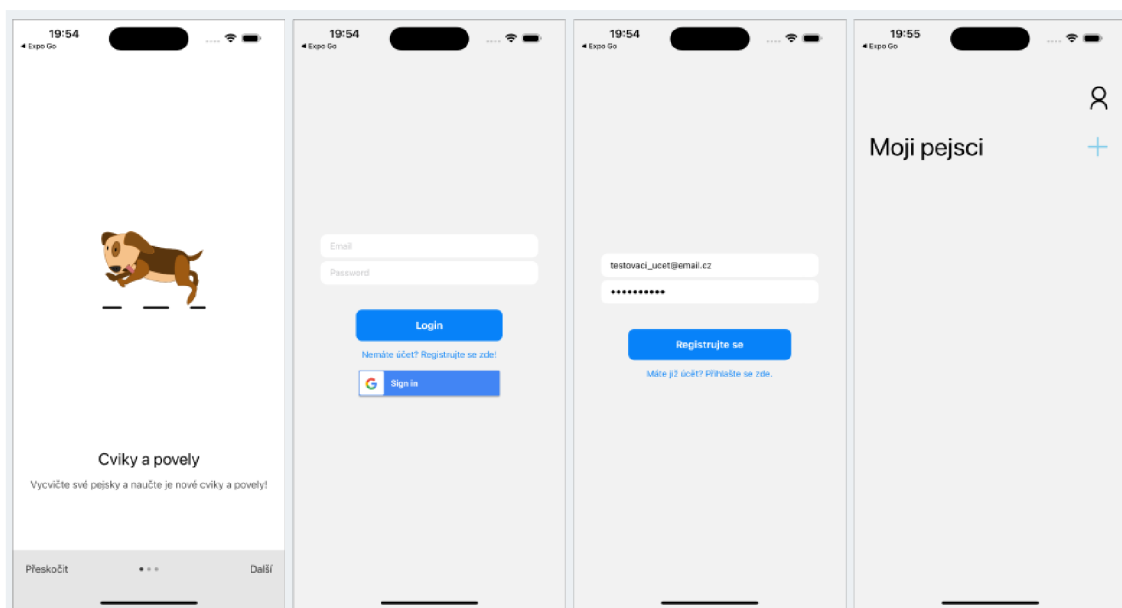 19:54
◀ Expo Go
Cviky a povely
Vycvičte své pejsky a naučte je nové cviky a povely!
Přeskočit
Další
19:54
◀ Expo Go
Email
Password
Login
Nemáte účet? Registrujte se zde!
Sign in
19:54
◀ Expo Go
testovaci_ucet@email.cz
••••••••••
Registrujte se
Máte již účět? Přihlašte se zde.
19:55
◀ Expo Go
Moji pejsci